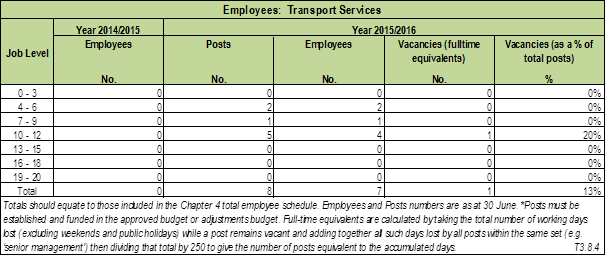 Employees: Transport Services
Year 2014/2015 Year 2015/2016
Job Level Employees Posts Employees Vacancies (fulltime equivalents) Vacancies (as a % of total posts)
No. No. No. No. %
0 - 3 0 0 0 0 0%
4 - 6 0 2 2 0 0%
7 - 9 0 1 1 0 0%
10 - 12 0 5 4 1 20%
13 - 15 0 0 0 0 0%
16 - 18 0 0 0 0 0%
19 - 20 0 0 0 0 0%
Total 0 8 7 1 13%
Totals should equate to those included in the Chapter 4 total employee schedule. Employees and Posts numbers are as at 30 June. *Posts must be
established and funded in the approved budget or adjustments budget. Full-time equivalents are calculated by taking the total number of working days
lost (excluding weekends and public holidays) while a post remains vacant and adding together all such days lost by all posts within the same set (e.g.
'senior management') then dividing that total by 250 to give the number of posts equivalent to the accumulated days. T3.8.4